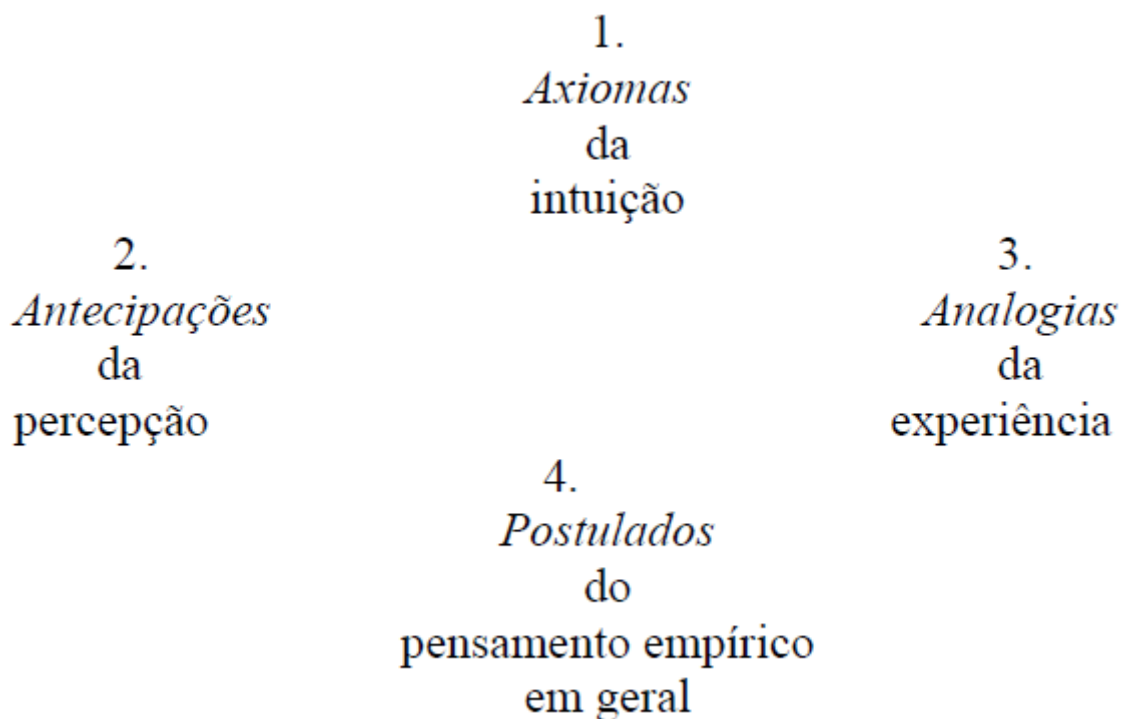 1.
Axiomas
da
intuição
2.
Antecipações
da
percepção
3.
Analogias
da
experiência
4.
Postulados
do
pensamento empírico
em geral